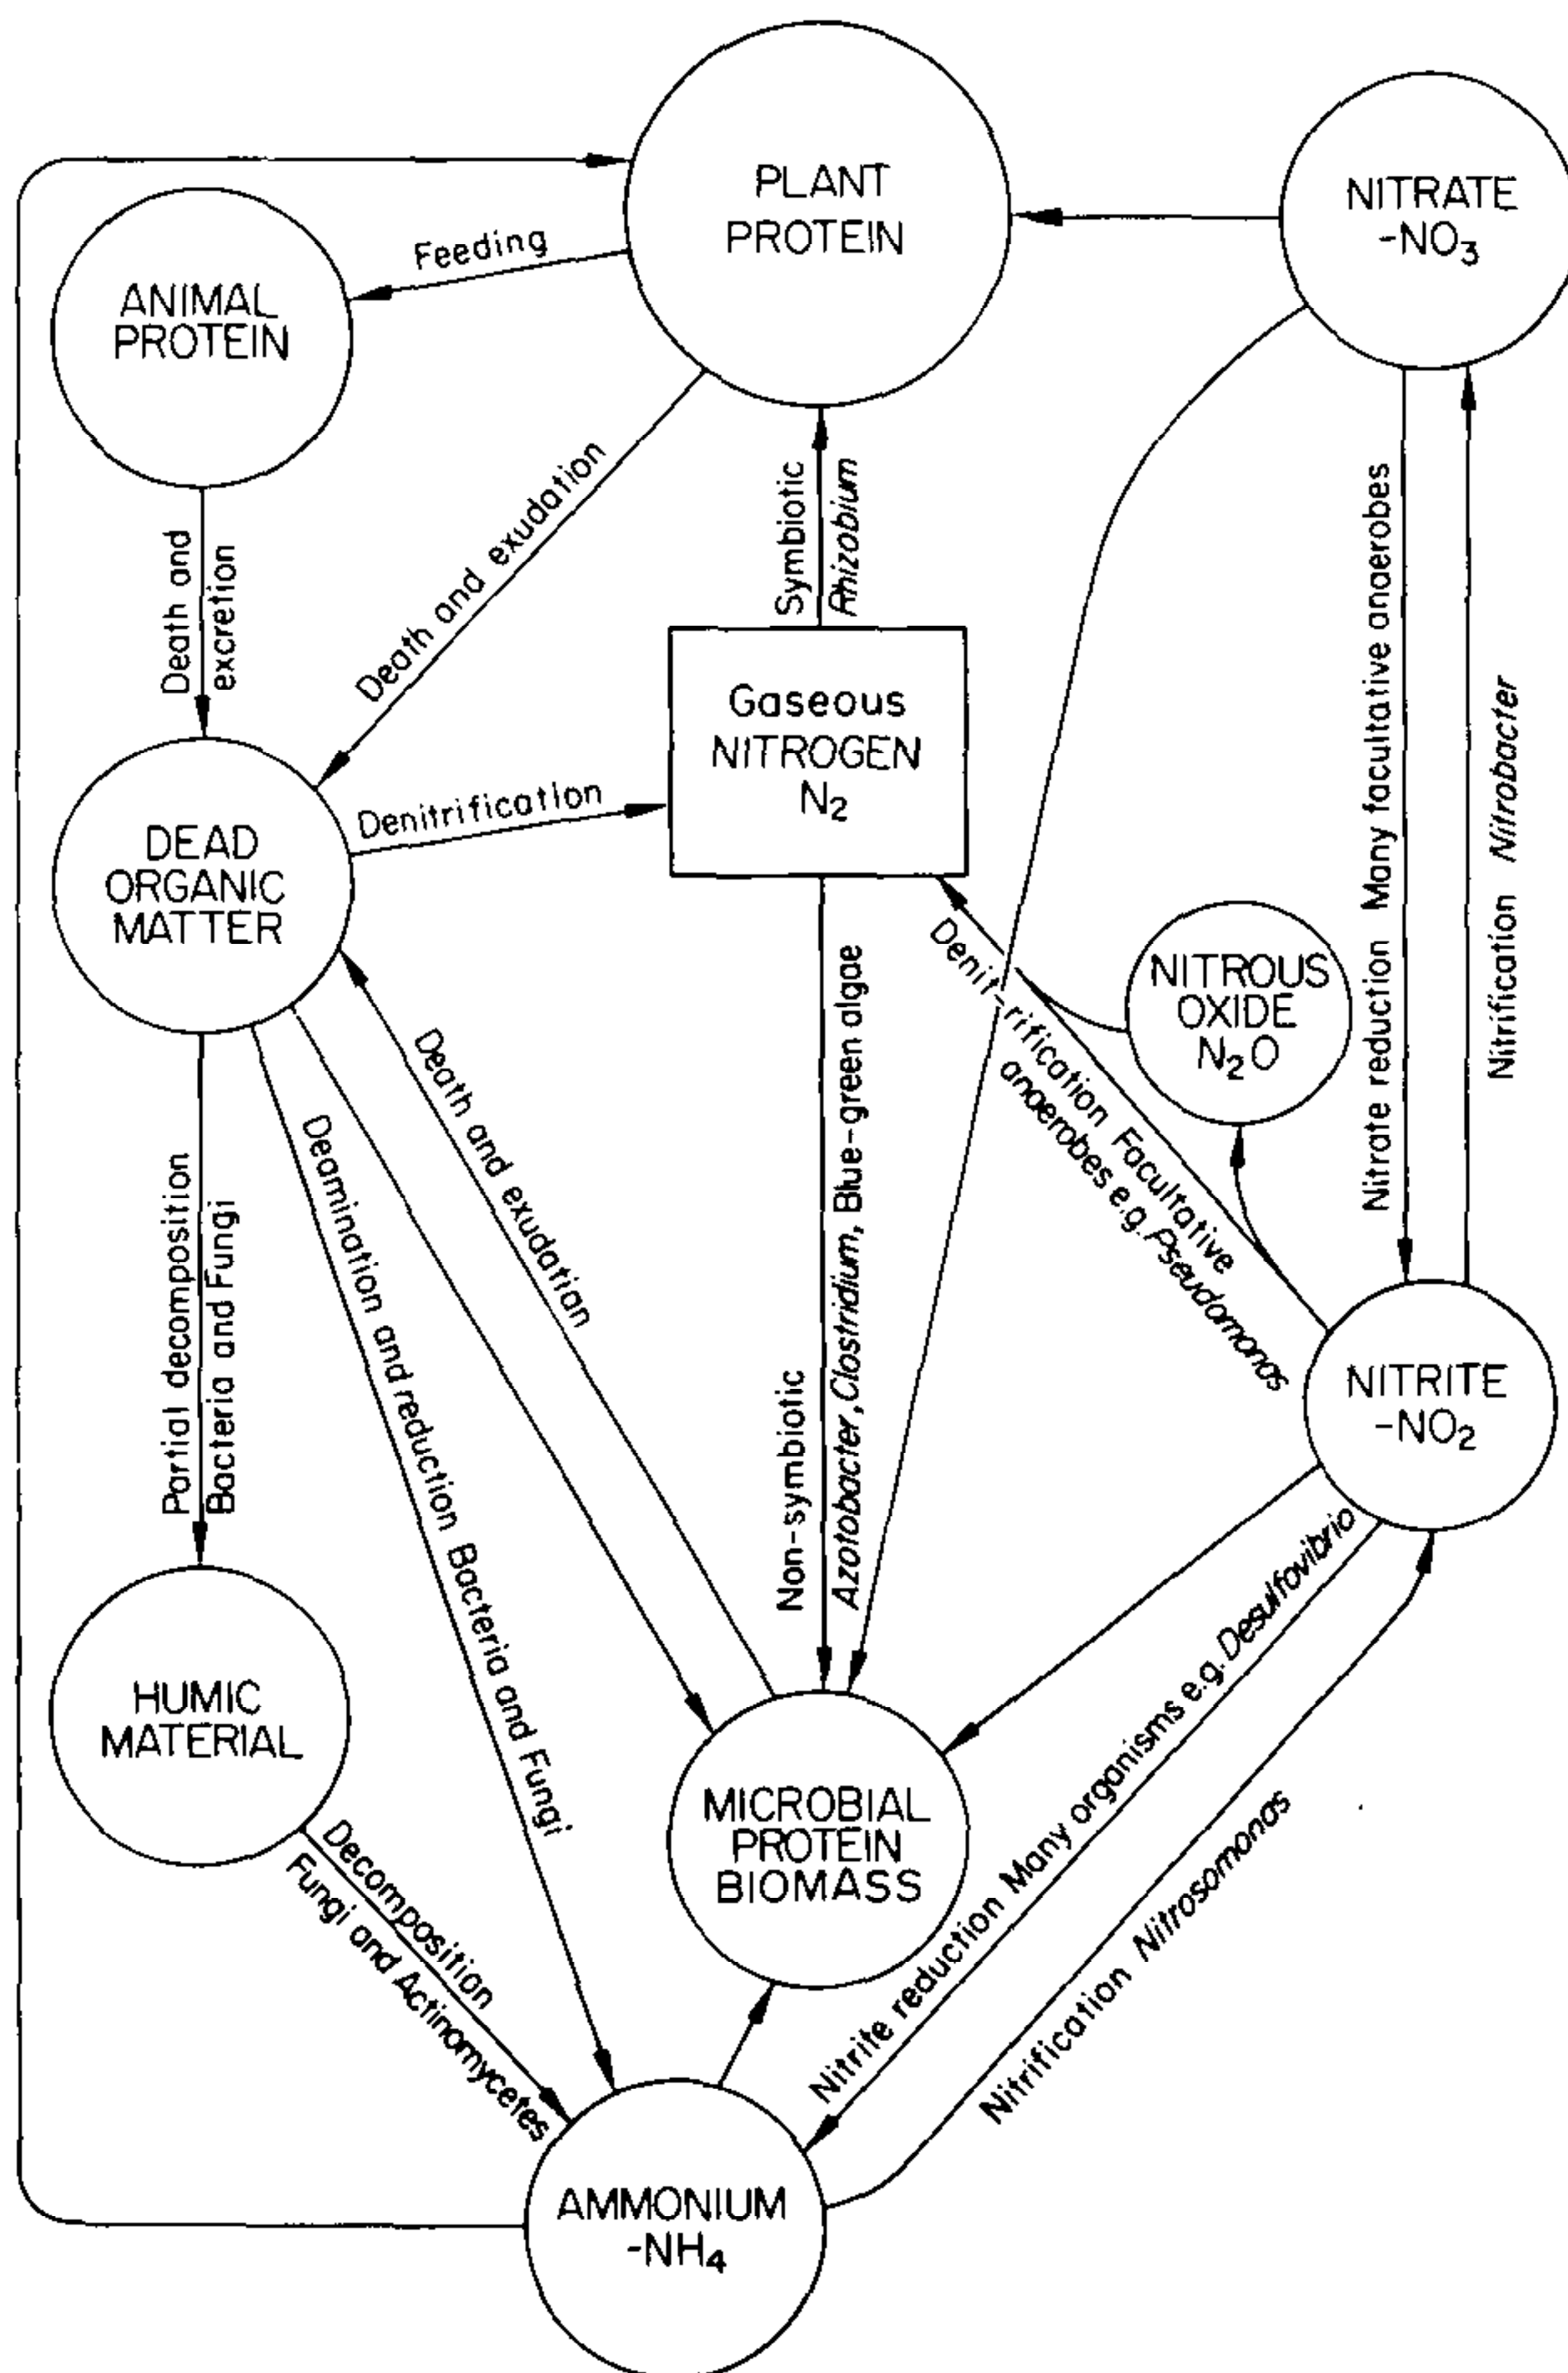 PLANT
PROTEIN
NITRATE
-NO₃
Feeding
ANIMAL
PROTEIN
Death and
excretion
Death and exudation
Symbiotic
Rhizobium
Gaseous
NITROGEN
N₂
Denitrification
DEAD
ORGANIC
MATTER
Nitrate reduction Many facultative anaerobes
Nitrification Nitrobacter
NITROUS
OXIDE
N₂O
Denit-rification Facultative
anaerobes e.g. Pseudomonas
Death and exudation
Non-symbiotic
Azotobacter, Clostridium, Blue-green algae
Partial decomposition
Bacteria and Fungi
Deamination and reduction Bacteria and Fungi
NITRITE
-NO₂
HUMIC
MATERIAL
MICROBIAL
PROTEIN
BIOMASS
Decomposition
Fungi and Actinomycetes
Nitrite reduction Many organisms e.g. Desulfovibrio
Nitrification Nitrosomonas
AMMONIUM
-NH₄